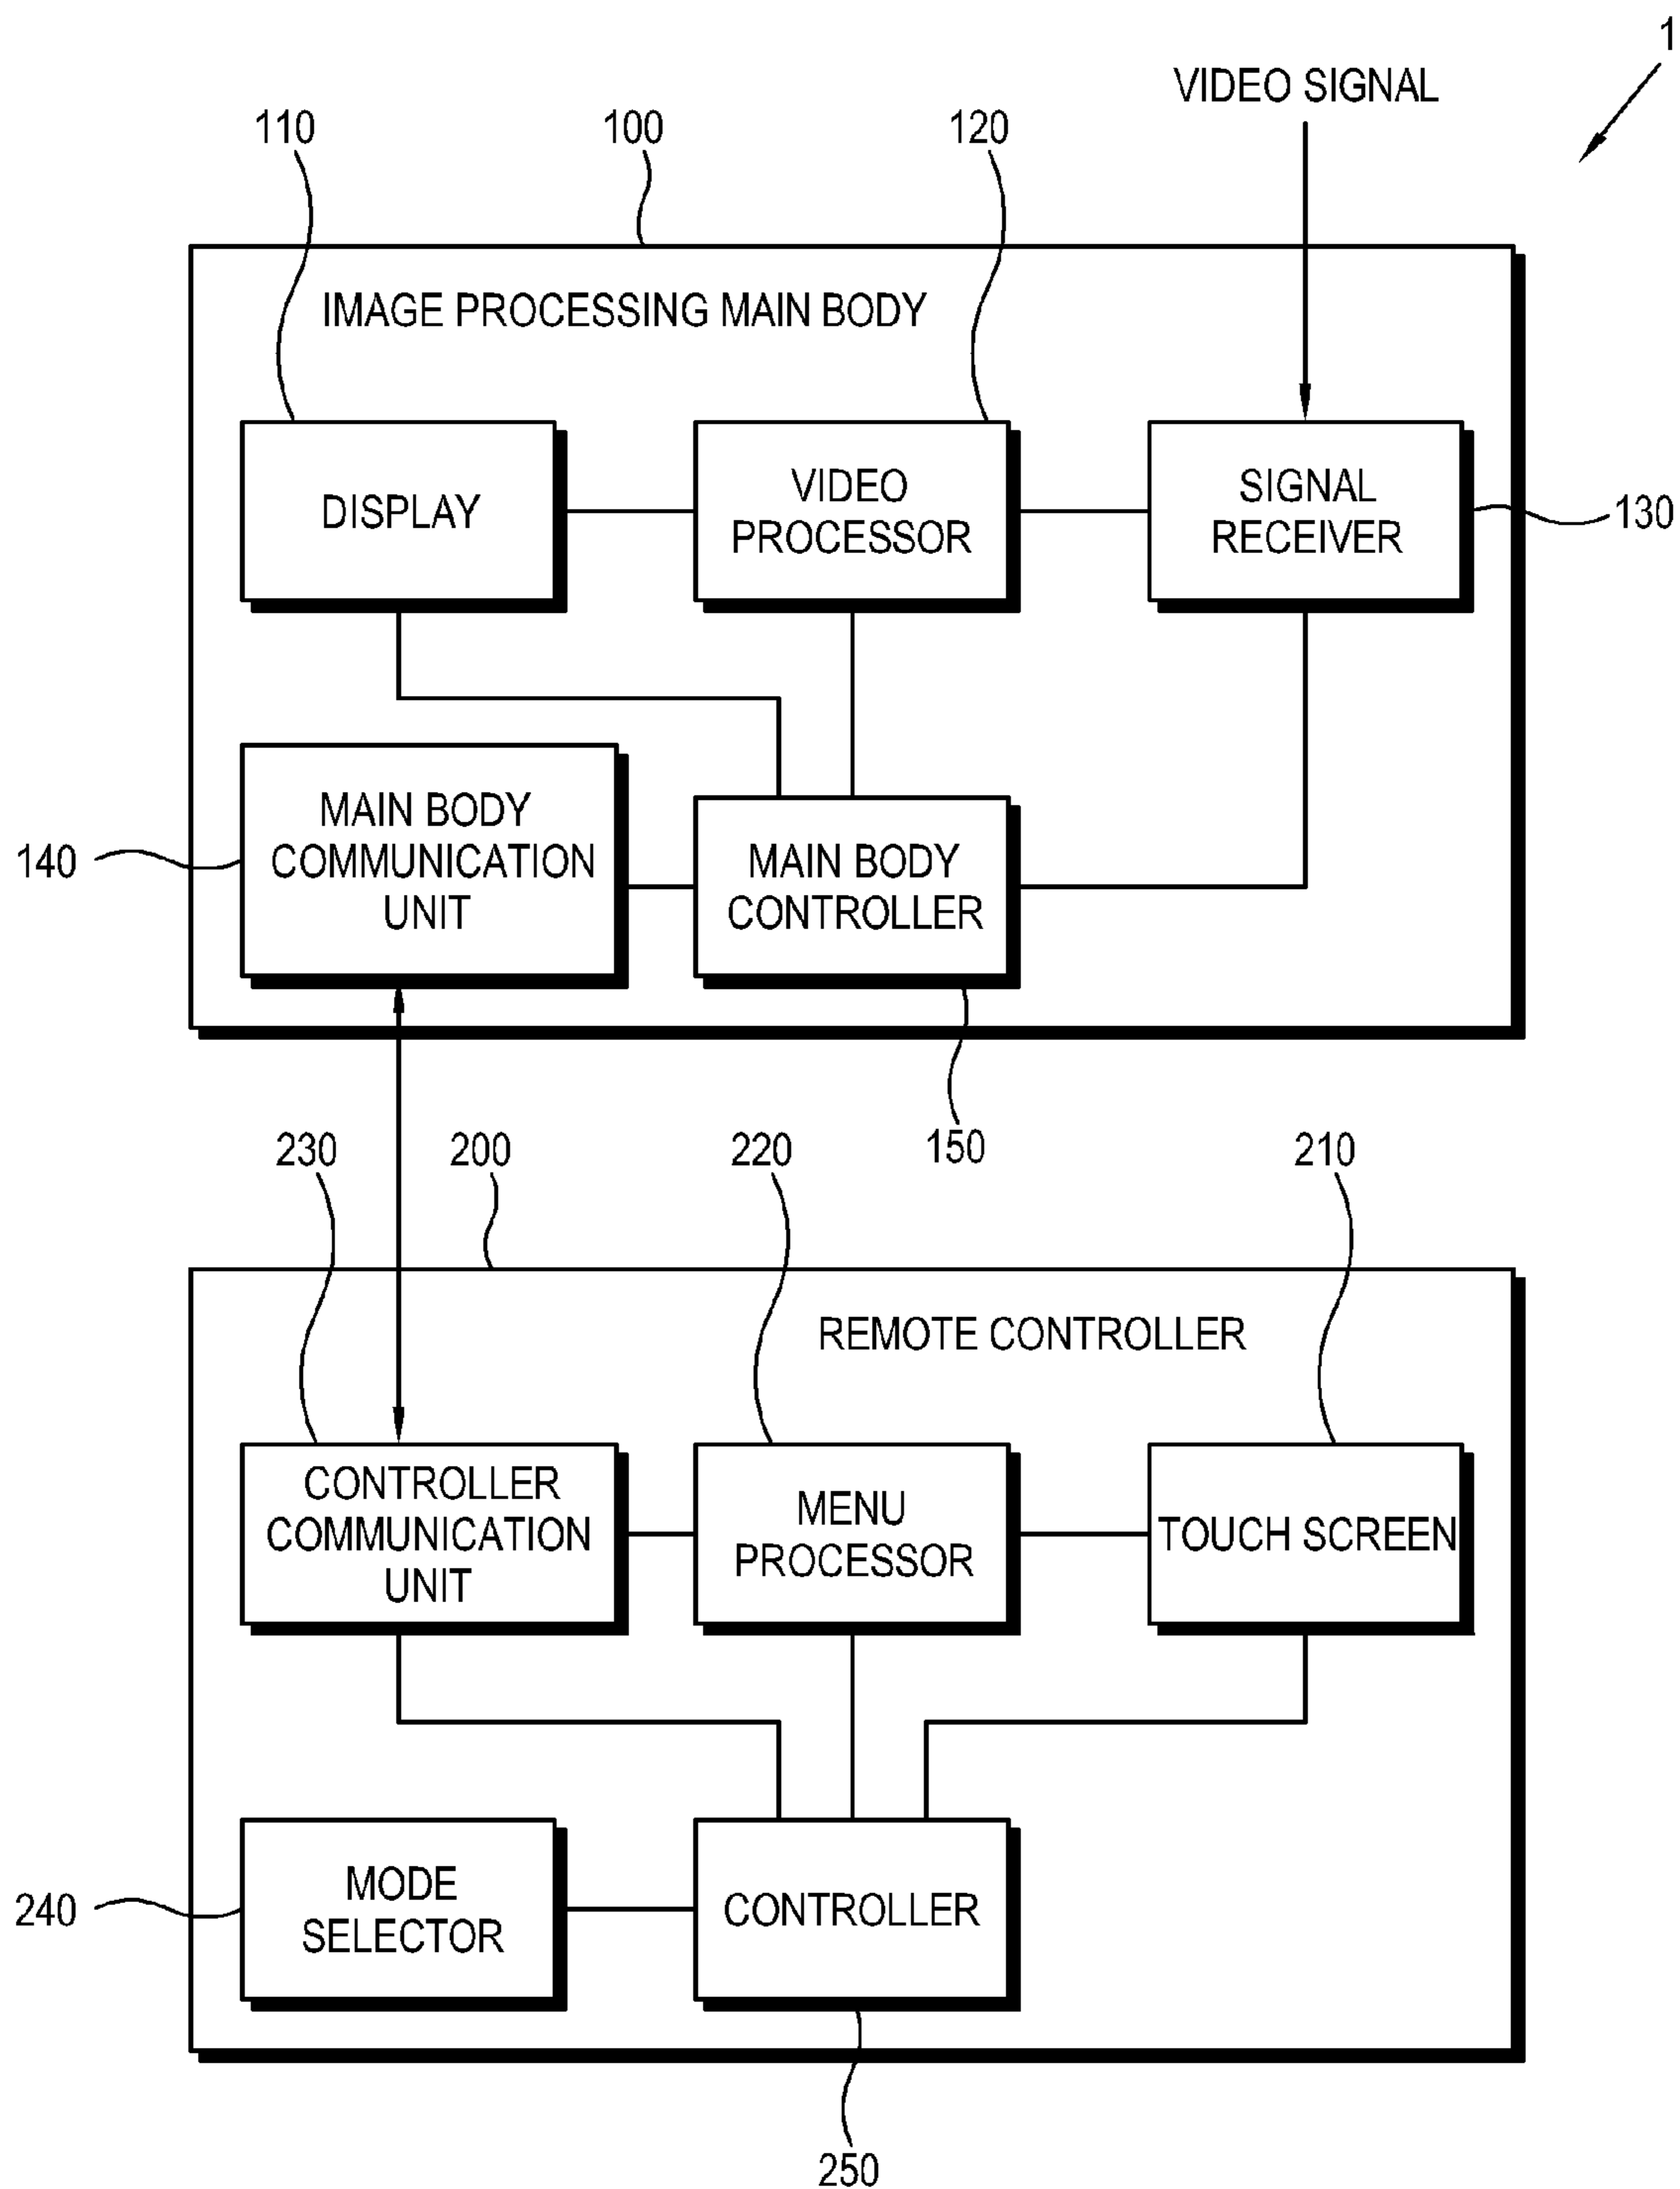 1
VIDEO SIGNAL
110
100
120
IMAGE PROCESSING MAIN BODY
DISPLAY
VIDEO
PROCESSOR
SIGNAL
RECEIVER
130
140
MAIN BODY
COMMUNICATION
UNIT
MAIN BODY
CONTROLLER
150
230
200
220
210
REMOTE CONTROLLER
CONTROLLER
COMMUNICATION
UNIT
MENU
PROCESSOR
TOUCH SCREEN
240
MODE
SELECTOR
CONTROLLER
250